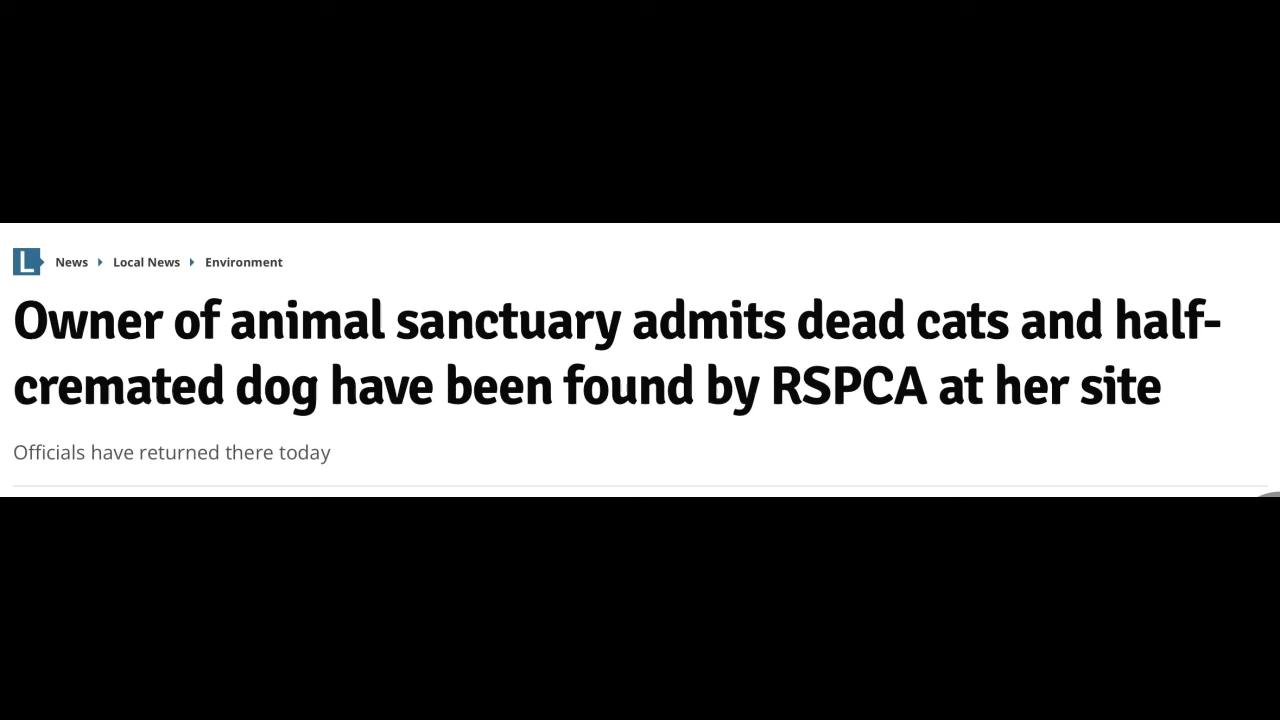 L News Local News Environment
Owner of animal sanctuary admits dead cats and half-
cremated dog have been found by RSPCA at her site
Officials have returned there today